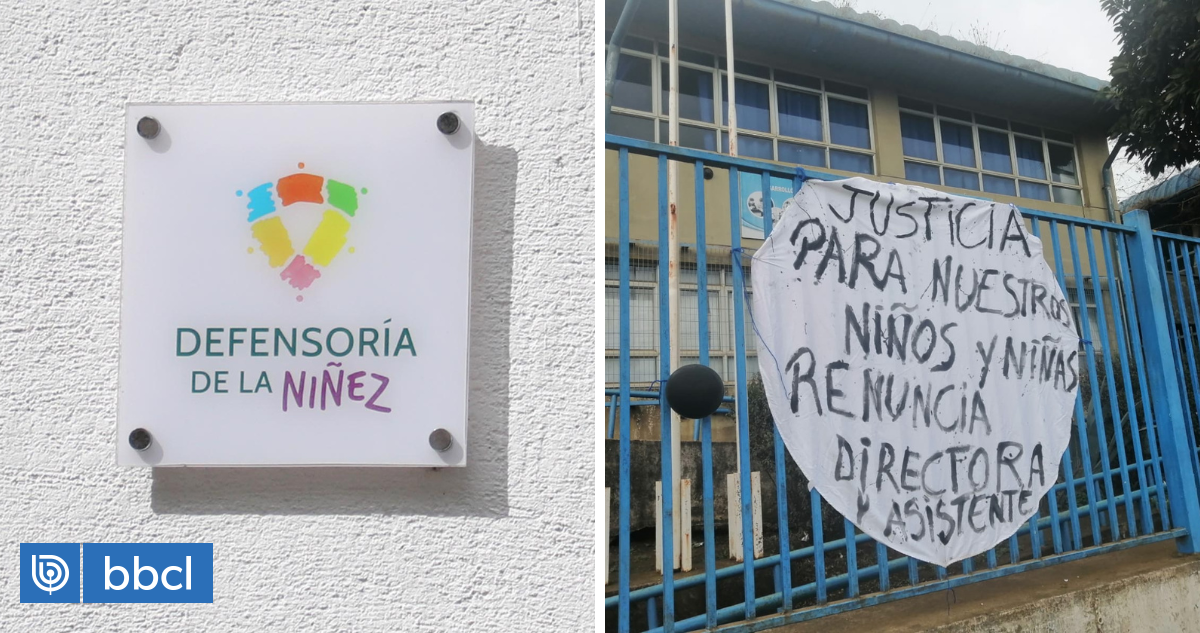 DEFENSORÍA
DE LA NIÑEZ
bbcl
JUSTICIA
PARA NUESTROS
NIÑOS Y NIÑAS
RENUNCIA
DIRECTORA
Y ASISTENTE